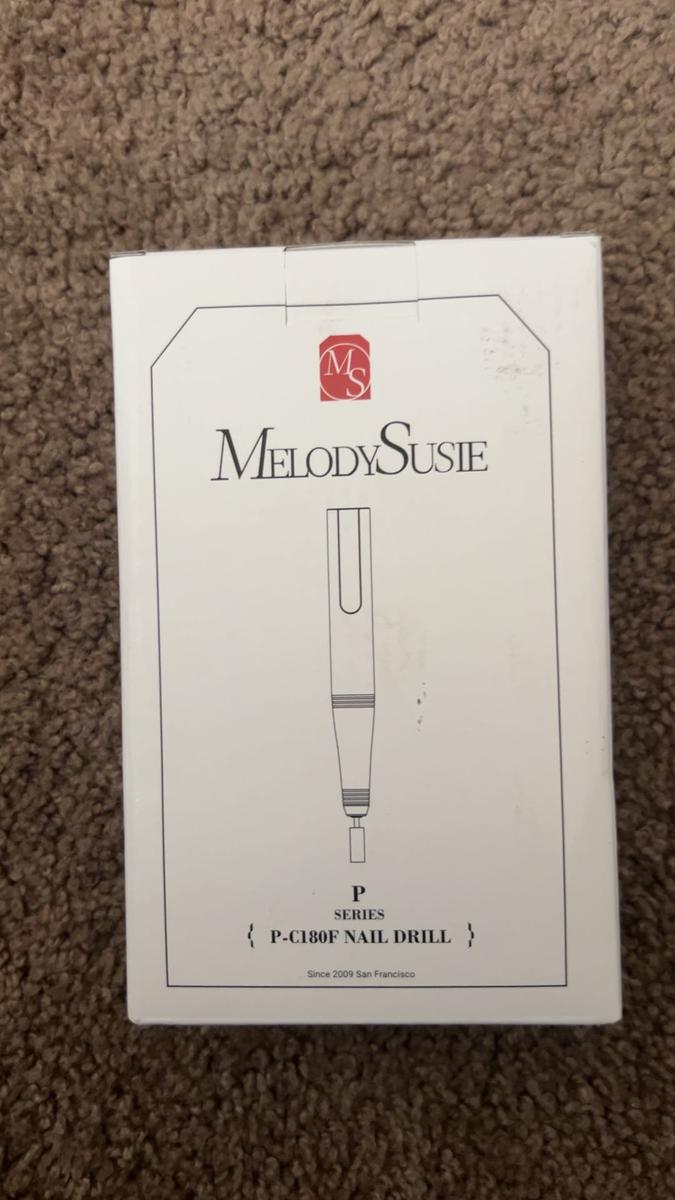 MS
MELODYSUSIE
P
SERIES
{ P-C180F NAIL DRILL }
Since 2009 San Francisco